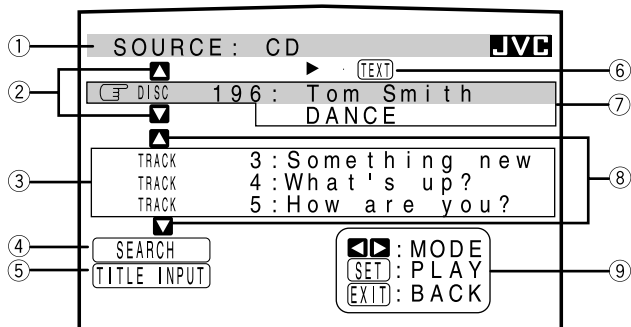 ① SOURCE: CD JVC
② ▶ · TEXT ⑥
DISC 196: Tom Smith ⑦
DANCE
③ TRACK 3:Something new ⑧
TRACK 4:What's up?
TRACK 5:How are you?
④ SEARCH ◀▶:MODE
⑤ TITLE INPUT SET:PLAY ⑨
EXIT:BACK